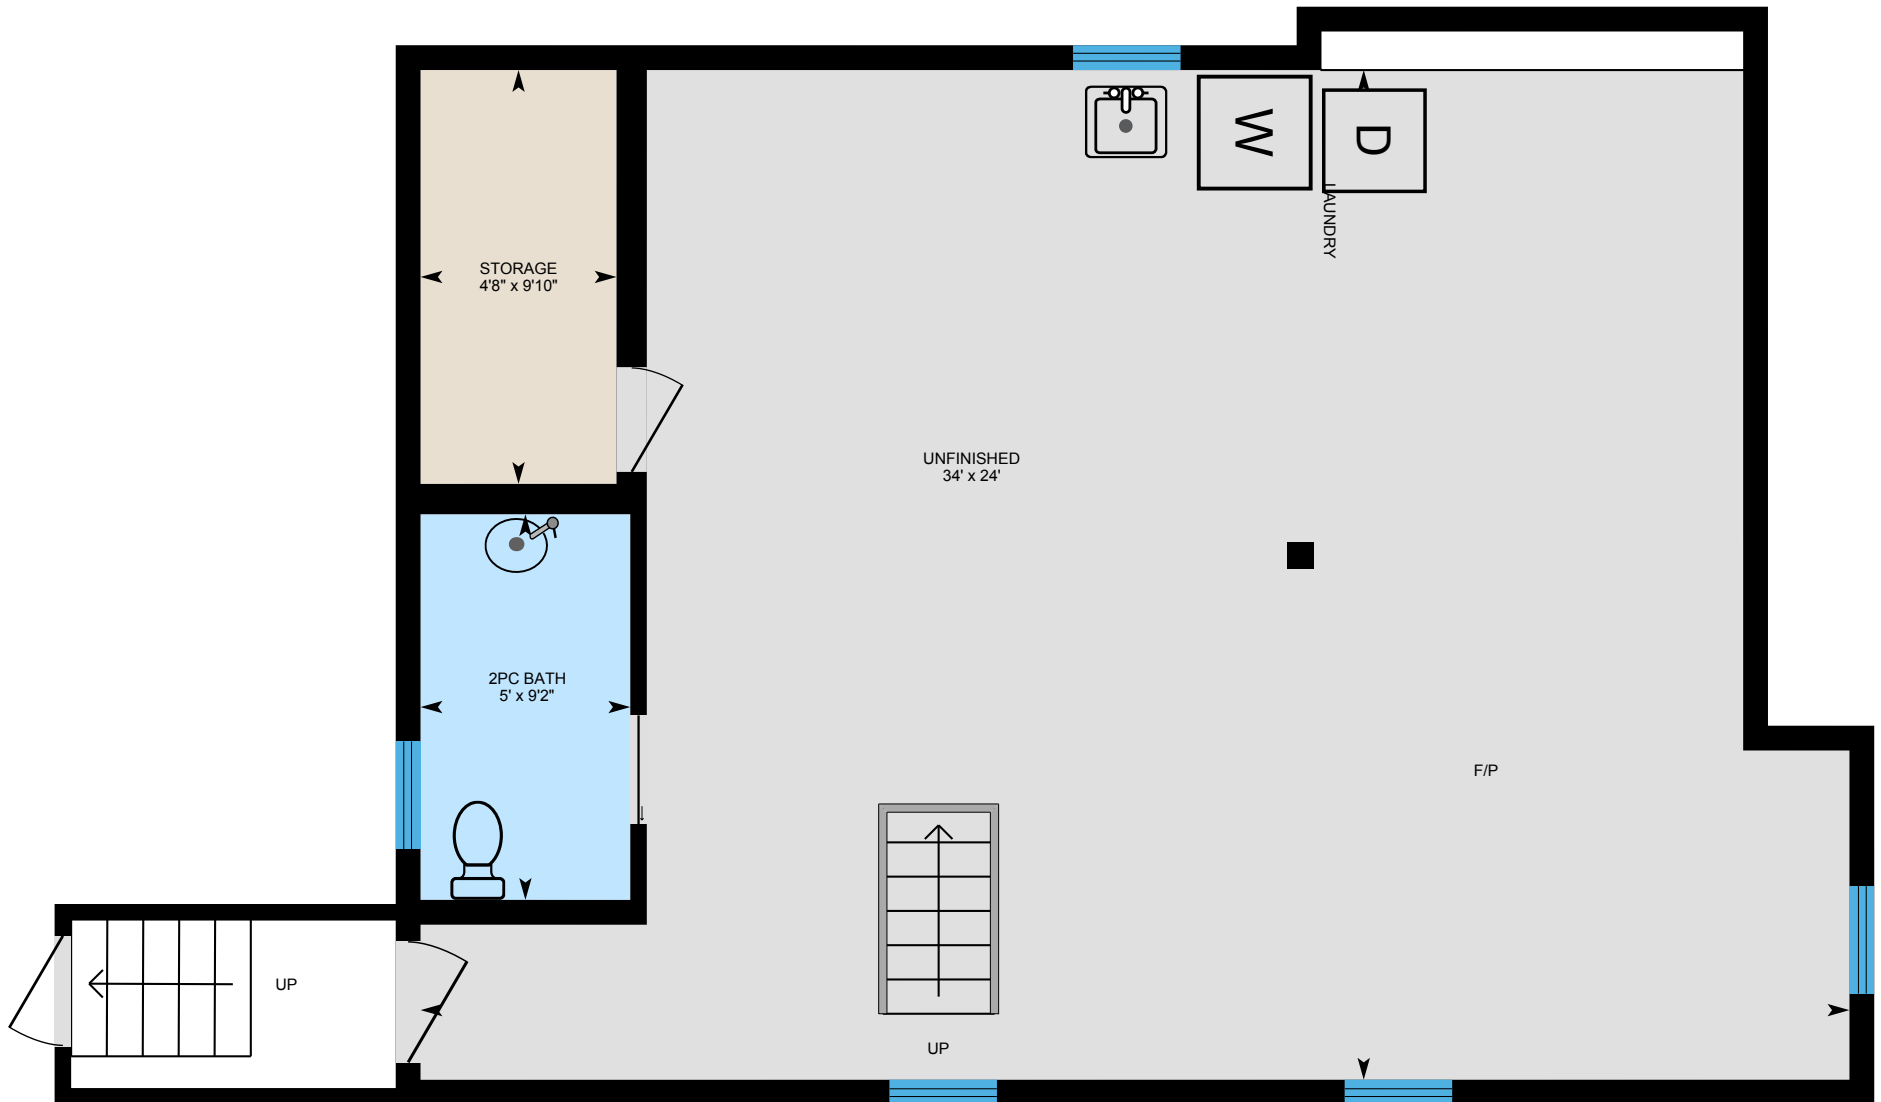 W
D
LAUNDRY
STORAGE
4'8" x 9'10"
UNFINISHED
34' x 24'
2PC BATH
5' x 9'2"
F/P
UP
UP